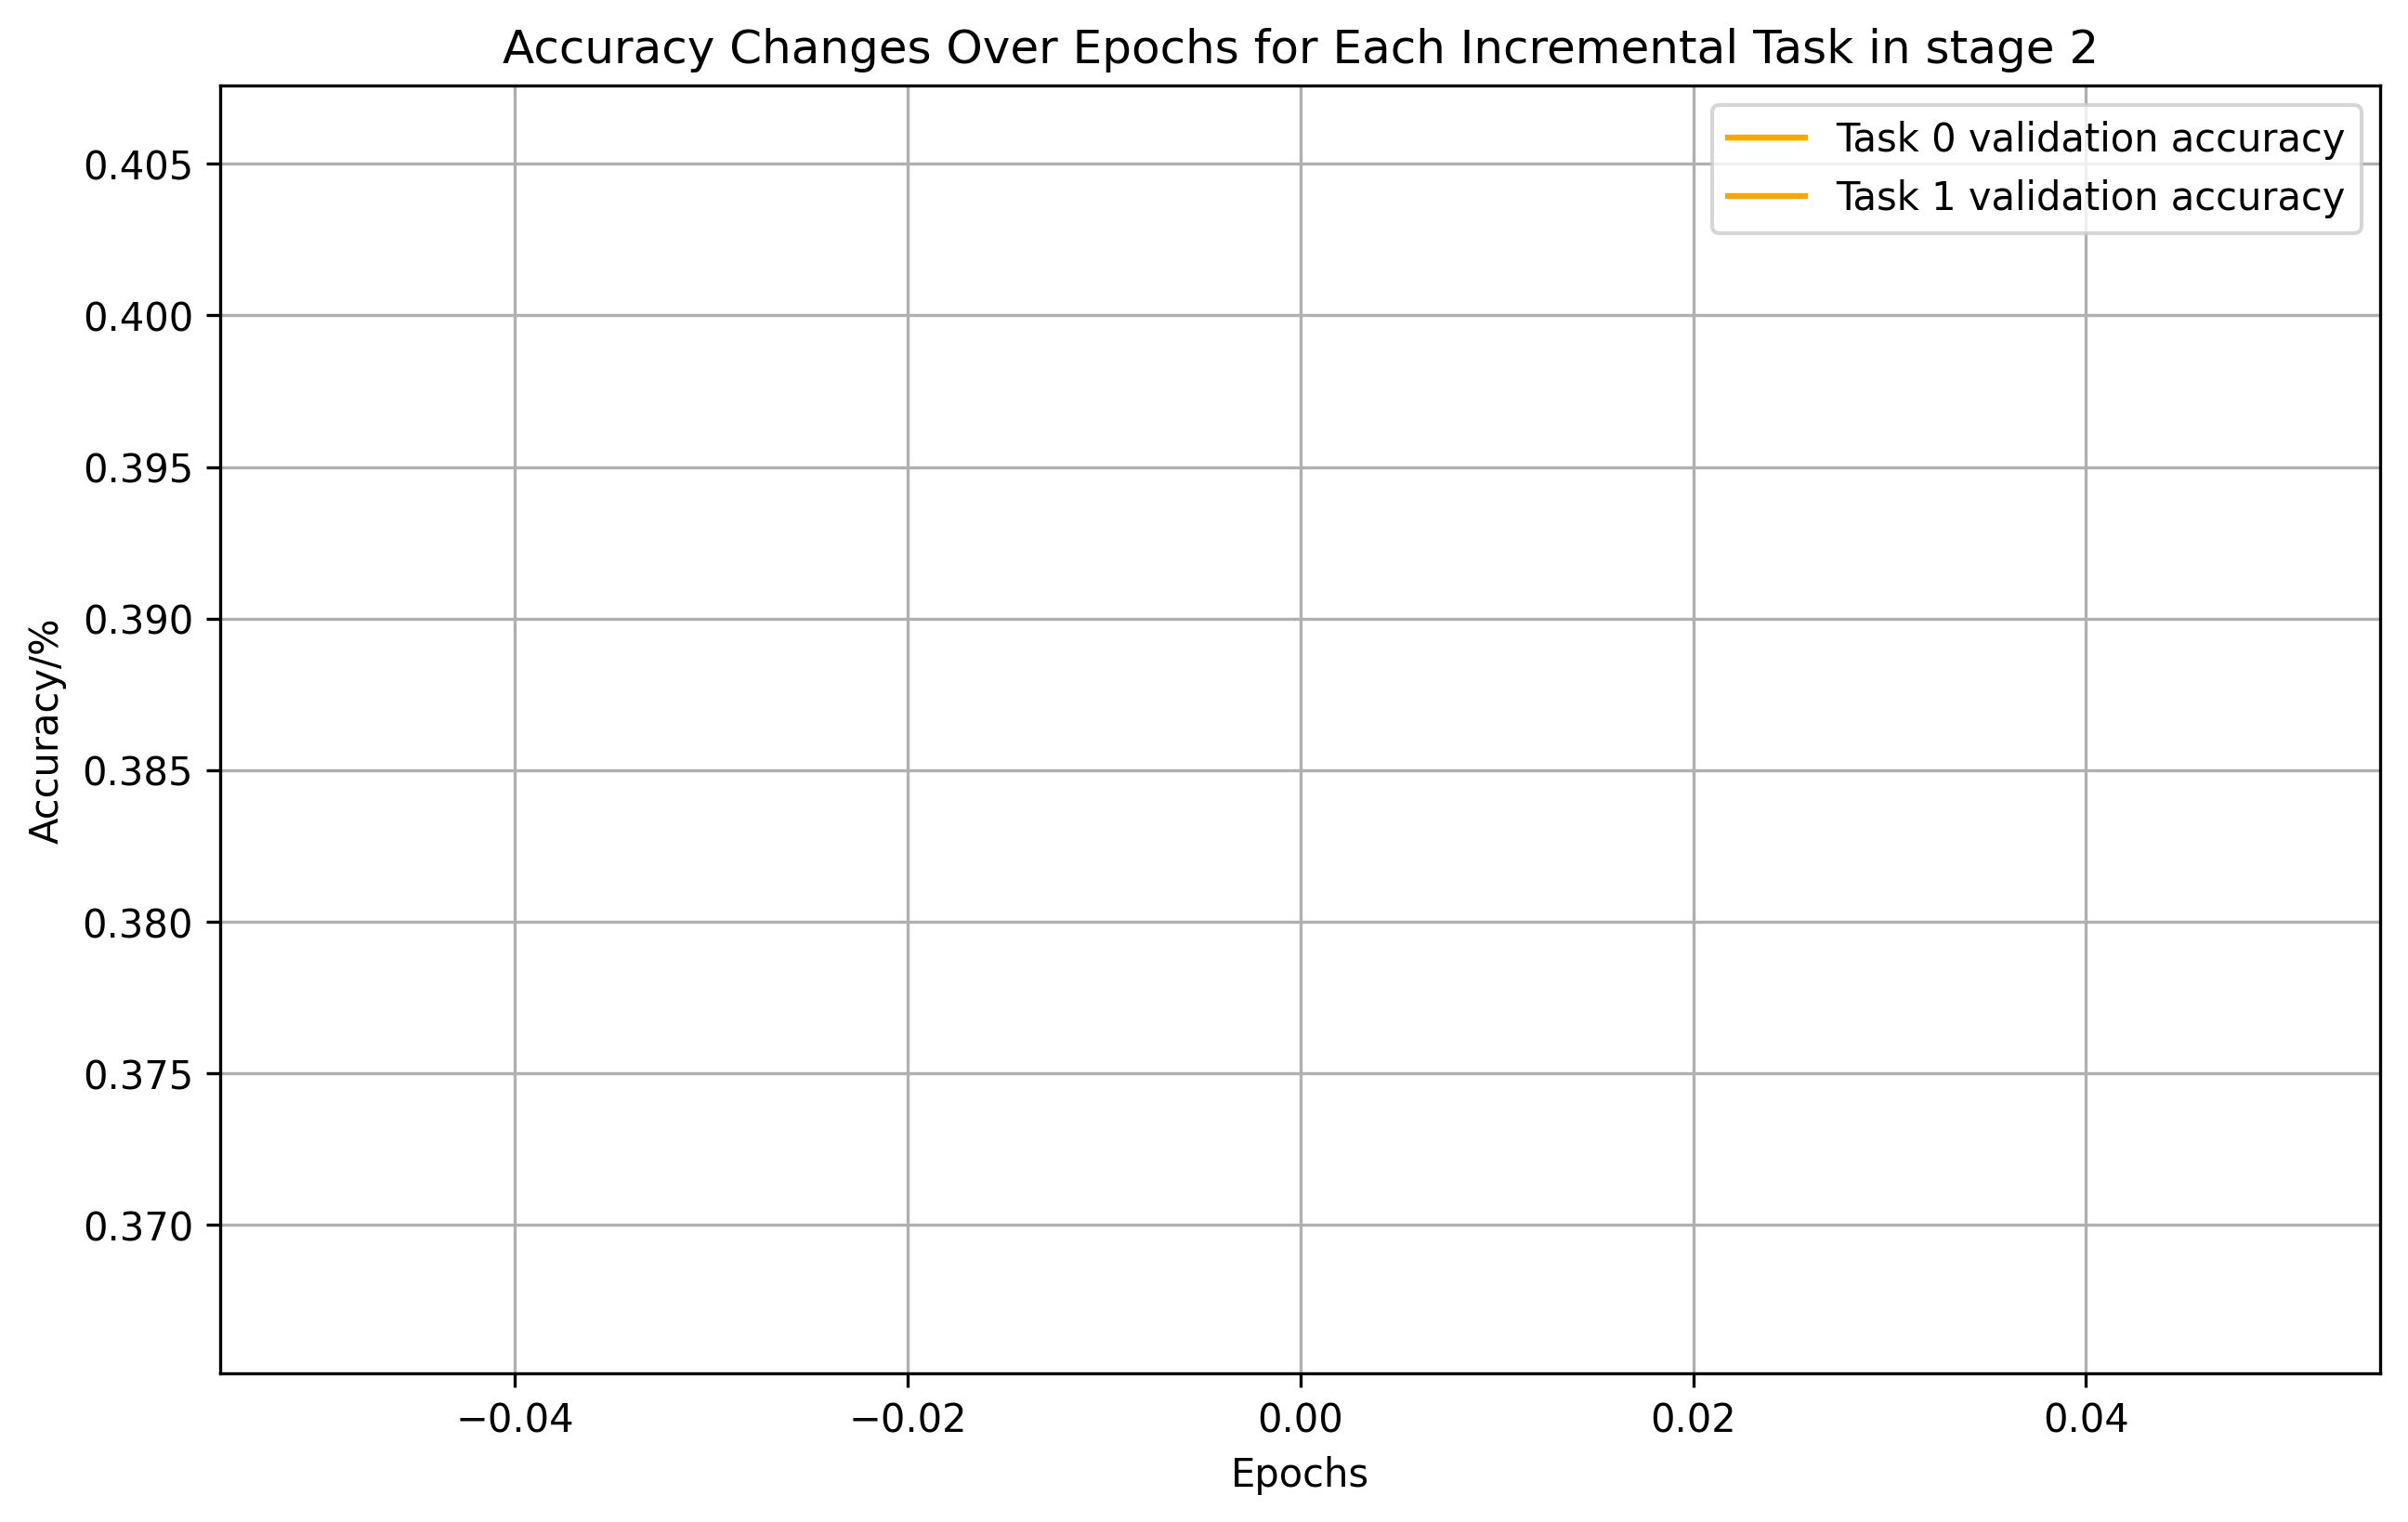 Accuracy Changes Over Epochs for Each Incremental Task in stage 2
Task 0 validation accuracy
Task 1 validation accuracy
0.405
0.400
0.395
0.390
0.385
0.380
0.375
0.370
Accuracy/%
−0.04
−0.02
0.00
0.02
0.04
Epochs